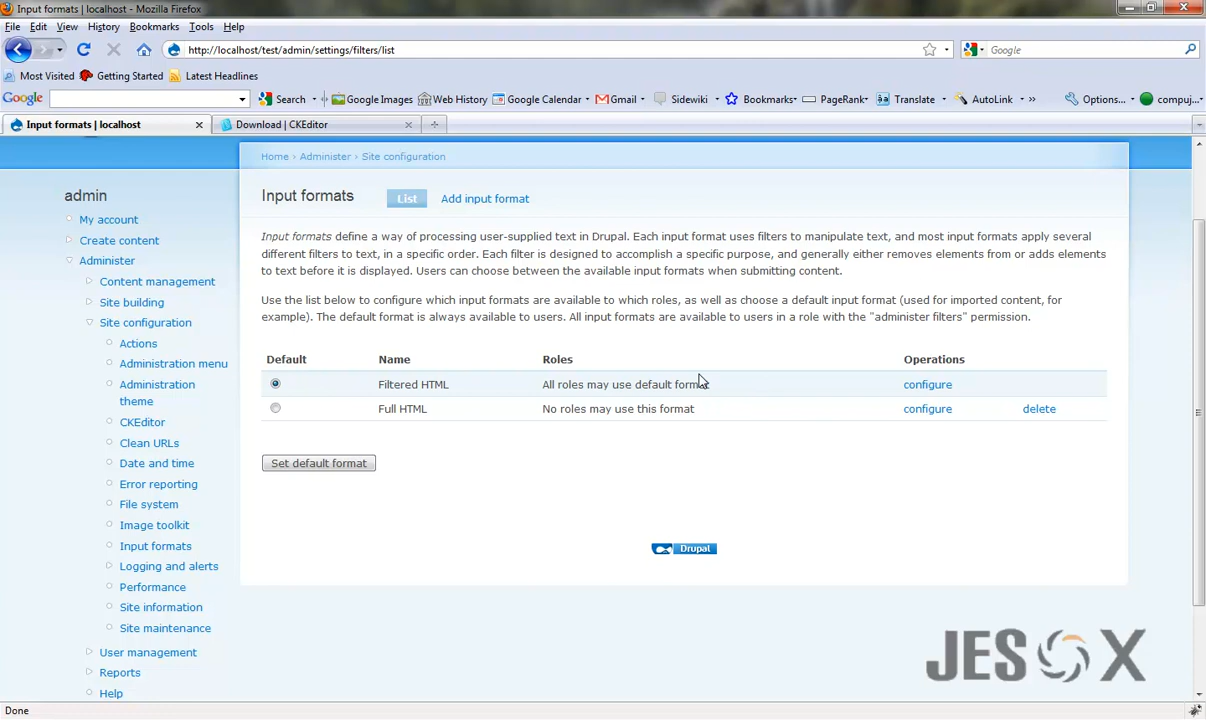 Input formats | localhost - Mozilla Firefox
File Edit View History Bookmarks Tools Help
http://localhost/test/admin/settings/filters/list
Google
Most Visited Getting Started Latest Headlines
Google Search Google Images Web History Google Calendar Gmail Sidewiki Bookmarks PageRank Translate AutoLink » Options... compuj...
Input formats | localhost
Download | CKEditor
Home › Administer › Site configuration
admin
My account
Create content
Administer
Content management
Site building
Site configuration
Actions
Administration menu
Administration
theme
CKEditor
Clean URLs
Date and time
Error reporting
File system
Image toolkit
Input formats
Logging and alerts
Performance
Site information
Site maintenance
User management
Reports
Help
Input formats List Add input format
Input formats define a way of processing user-supplied text in Drupal. Each input format uses filters to manipulate text, and most input formats apply several
different filters to text, in a specific order. Each filter is designed to accomplish a specific purpose, and generally either removes elements from or adds elements
to text before it is displayed. Users can choose between the available input formats when submitting content.
Use the list below to configure which input formats are available to which roles, as well as choose a default input format (used for imported content, for
example). The default format is always available to users. All input formats are available to users in a role with the "administer filters" permission.
Default Name Roles Operations
Filtered HTML All roles may use default format configure
Full HTML No roles may use this format configure delete
Set default format
Drupal
JESOX
Done